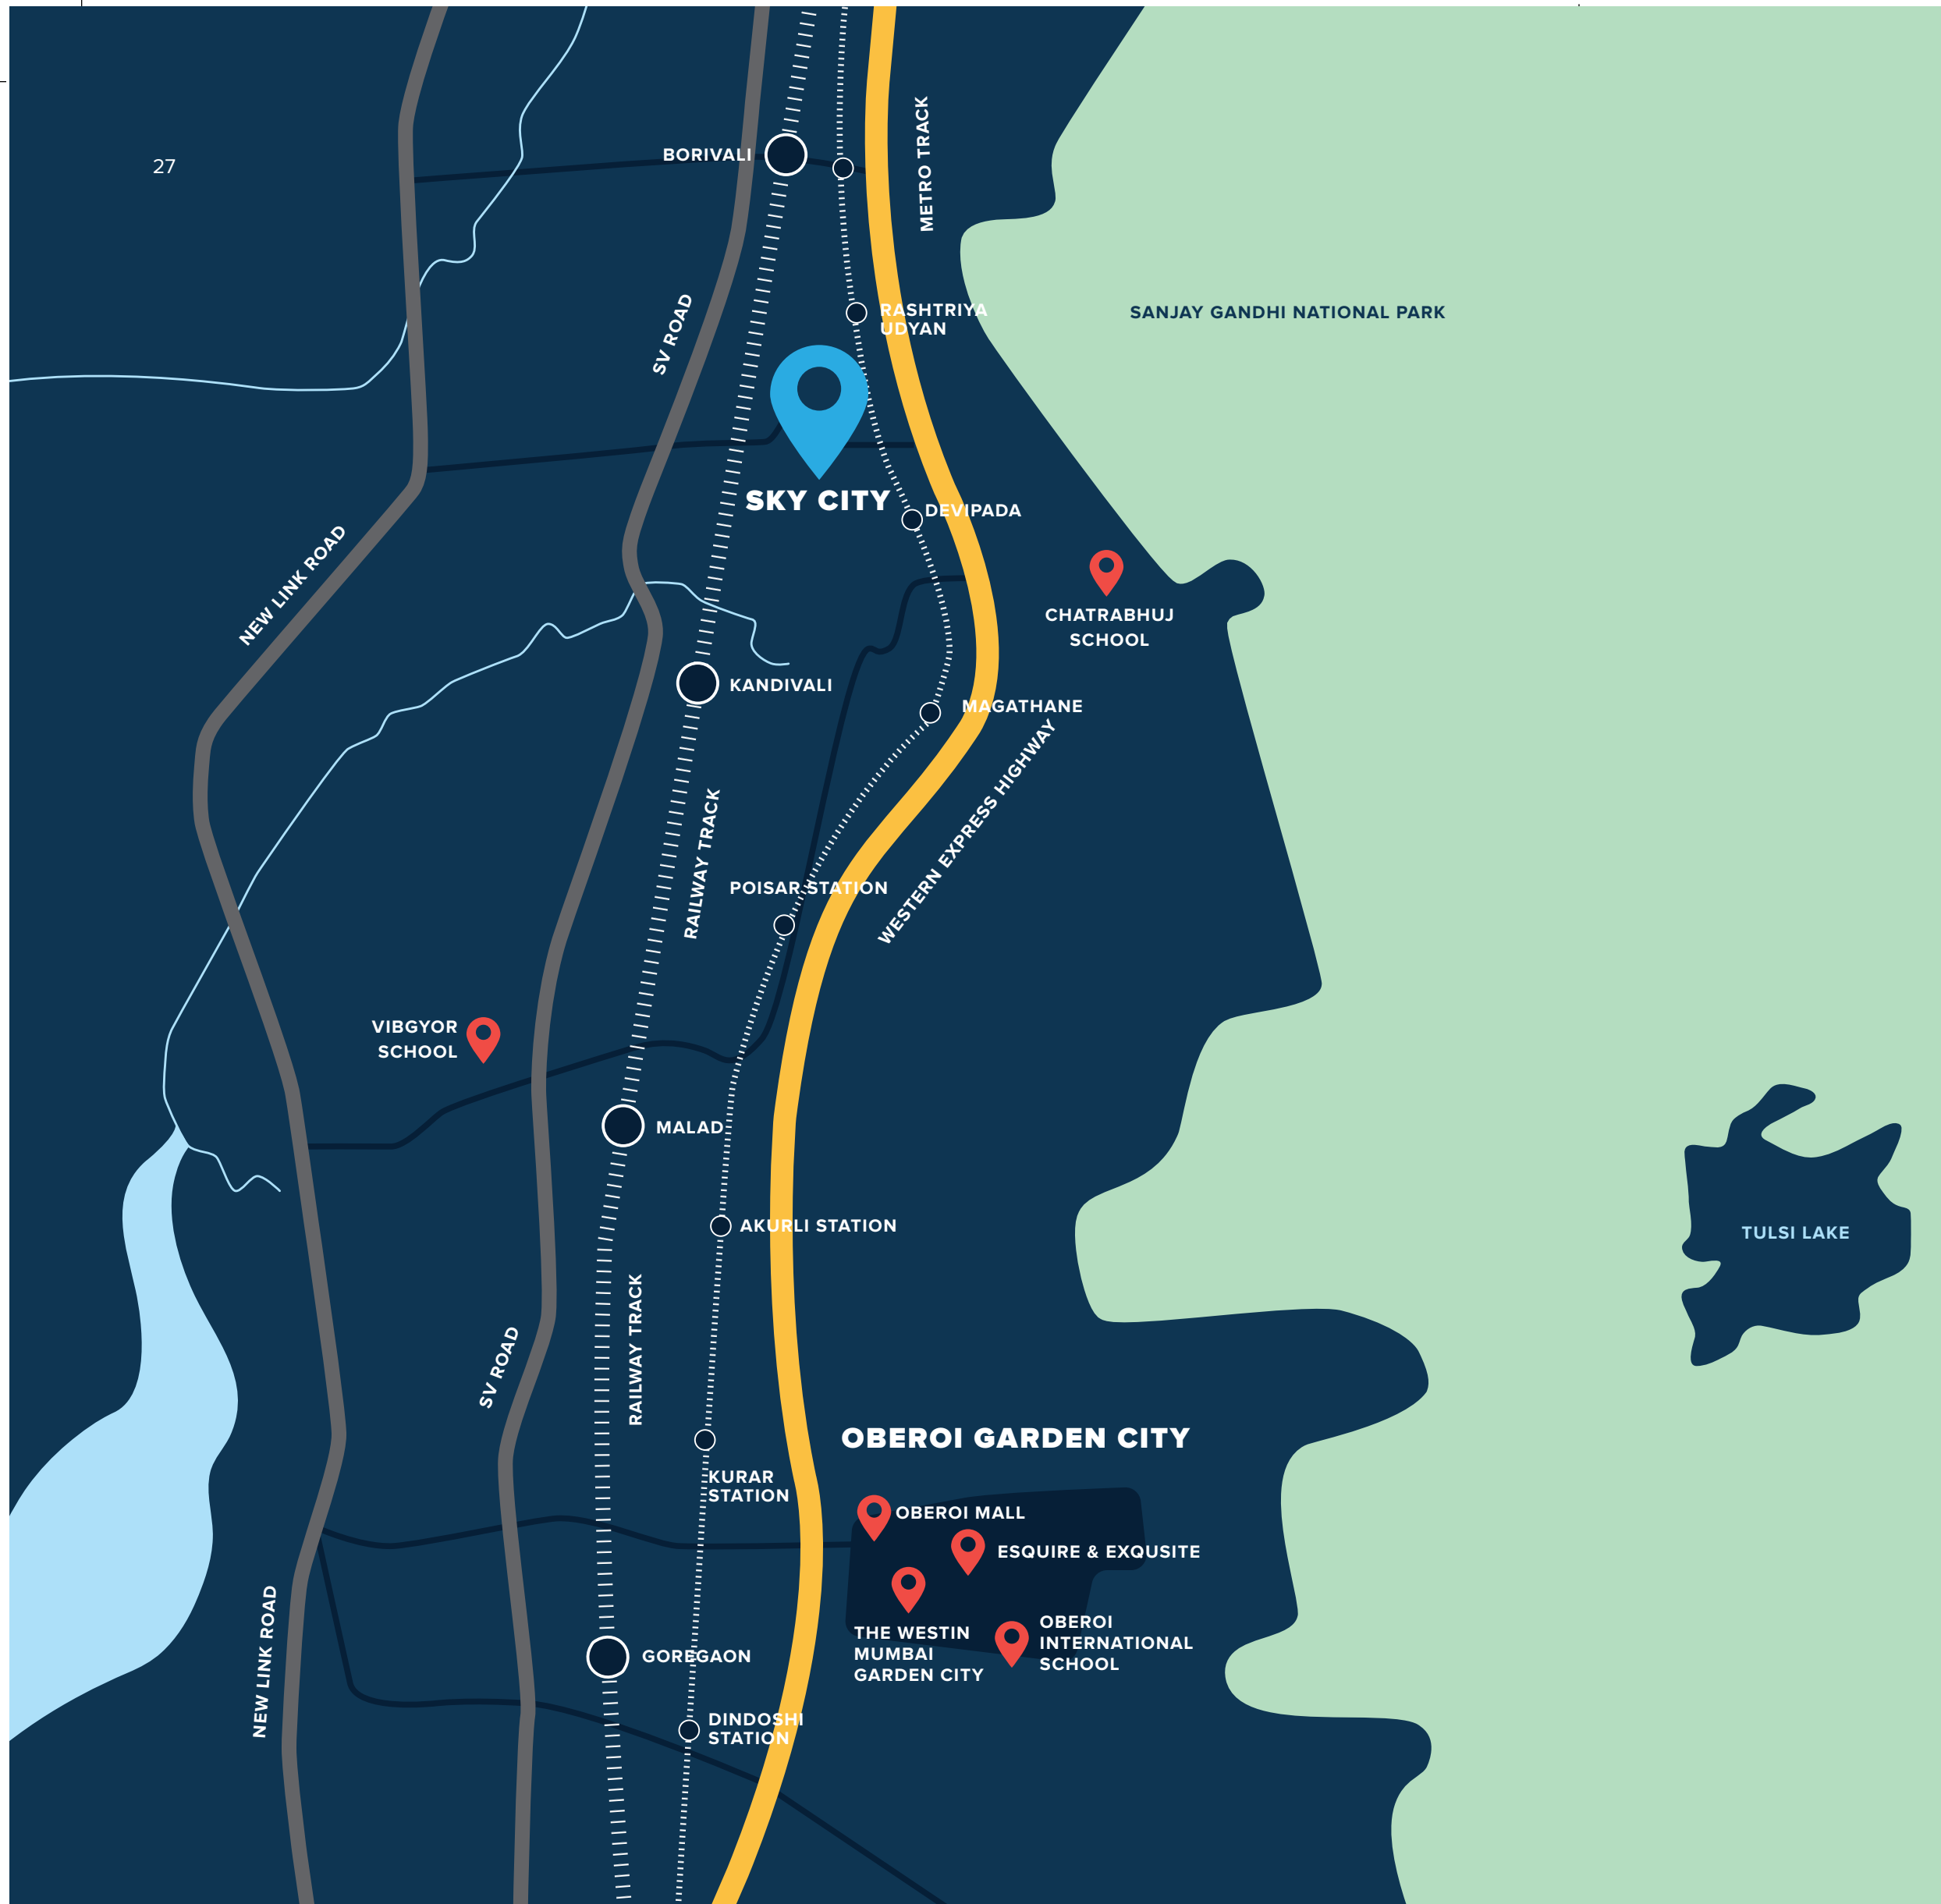 METRO TRACK
BORIVALI
27
RASHTRIYA
UDYAN
SANJAY GANDHI NATIONAL PARK
SV ROAD
SKY CITY
DEVIPADA
NEW LINK ROAD
CHATRABHUJ
SCHOOL
KANDIVALI
MAGATHANE
WESTERN EXPRESS HIGHWAY
RAILWAY TRACK
POISAR STATION
VIBGYOR
SCHOOL
MALAD
AKURLI STATION
TULSI LAKE
RAILWAY TRACK
SV ROAD
OBEROI GARDEN CITY
KURAR
STATION
OBEROI MALL
ESQUIRE & EXQUSITE
NEW LINK ROAD
THE WESTIN
MUMBAI
GARDEN CITY
OBEROI
INTERNATIONAL
SCHOOL
GOREGAON
DINDOSHI
STATION